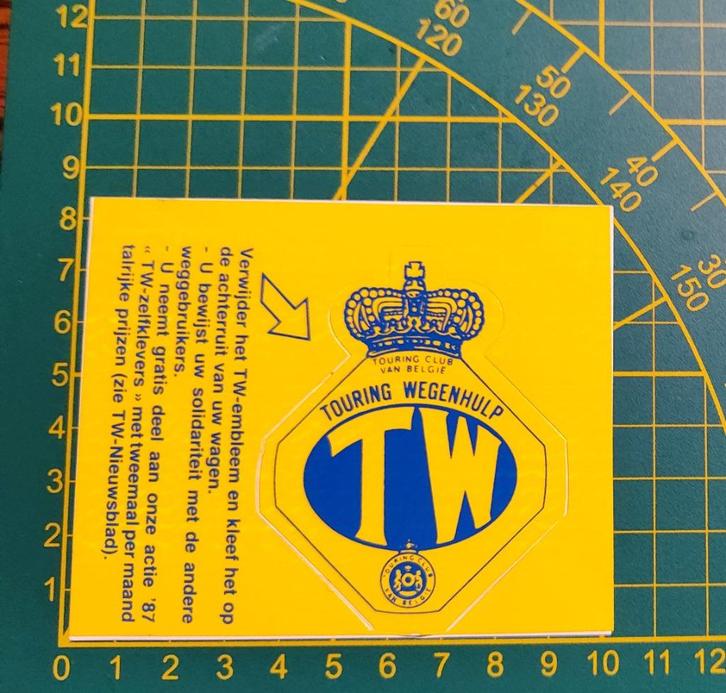 Verwijder het TW-embleem en kleef het op
de achterruit van uw wagen.
- U bewijst uw solidariteit met de andere
weggebruikers.
- U neemt gratis deel aan onze actie '87
« TW-zelfklevers » met tweemaal per maand
talrijke prijzen (zie TW-Nieuwsblad).
TOURING CLUB
VAN BELGIË
TOURING WEGENHULP
TW
TOURING CLUB
VAN BELGIE
12
11
10
9
8
7
6
5
4
3
2
1
0 1 2 3 4 5 6 7 8 9 10 11 12
60
120
50
130
40
140
30
150